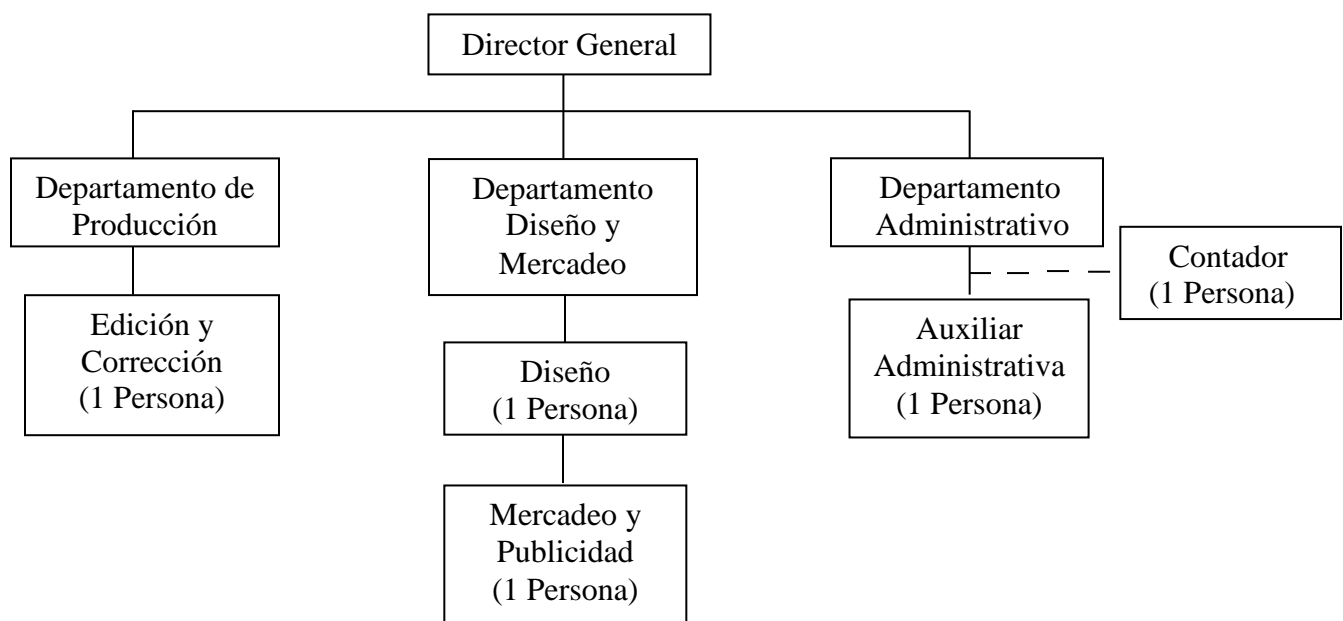 Director General
Departamento de
Producción
Departamento
Diseño y
Mercadeo
Departamento
Administrativo
Contador
(1 Persona)
Edición y
Corrección
(1 Persona)
Diseño
(1 Persona)
Auxiliar
Administrativa
(1 Persona)
Mercadeo y
Publicidad
(1 Persona)